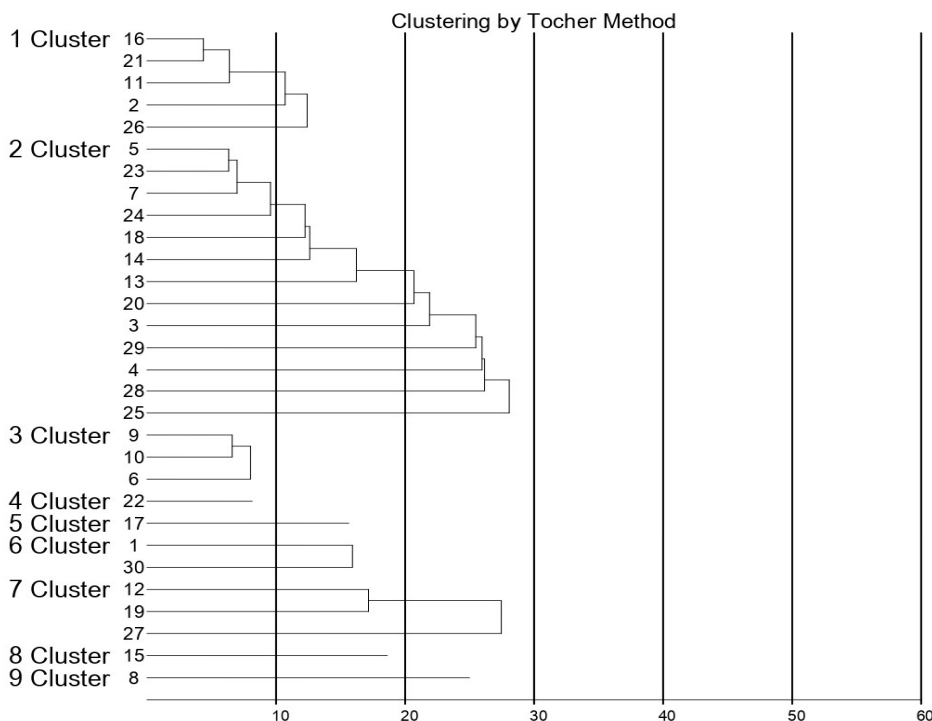 Clustering by Tocher Method
1 Cluster 16
21
11
2
26
2 Cluster 5
23
7
24
18
14
13
20
3
29
4
28
25
3 Cluster 9
10
6
4 Cluster 22
5 Cluster 17
6 Cluster 1
30
7 Cluster 12
19
27
8 Cluster 15
9 Cluster 8
10 20 30 40 50 60